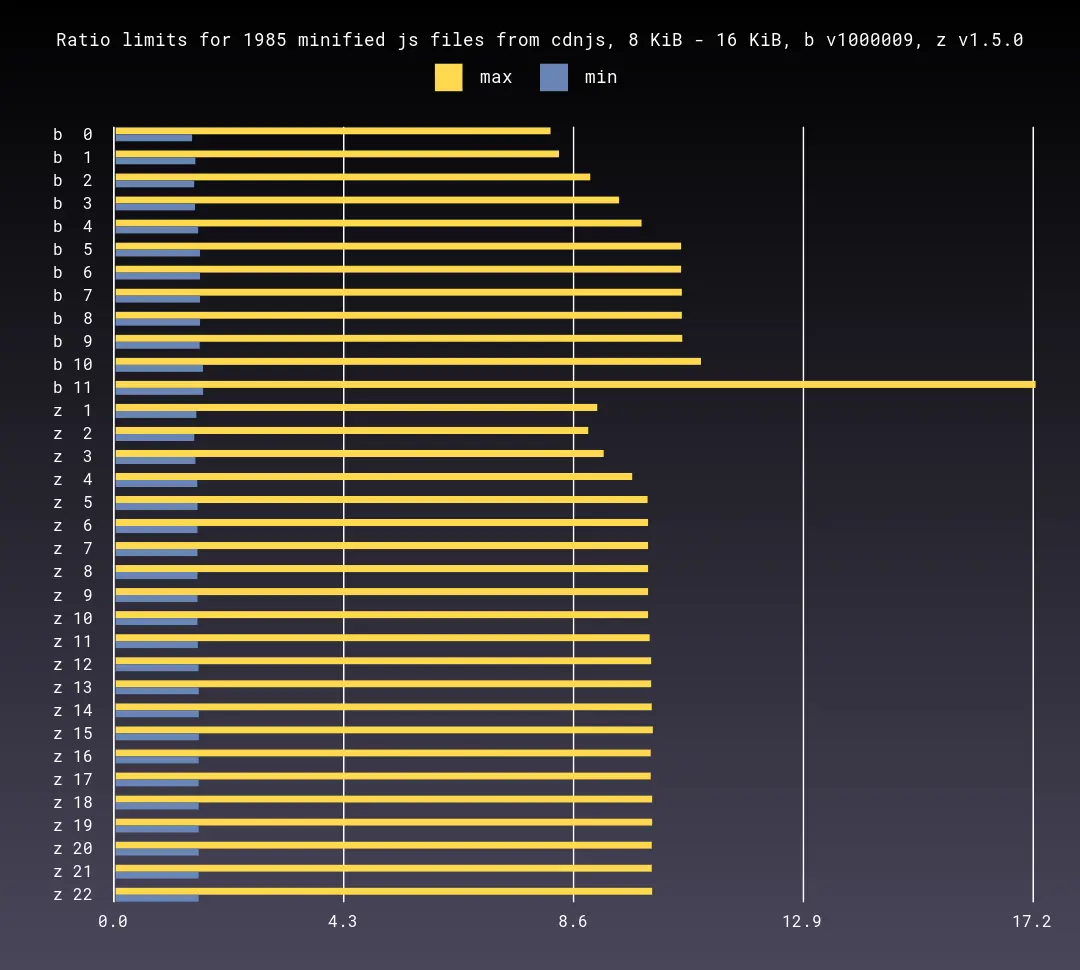 Ratio limits for 1985 minified js files from cdnjs, 8 KiB - 16 KiB, b v1000009, z v1.5.0
max min
b 0
b 1
b 2
b 3
b 4
b 5
b 6
b 7
b 8
b 9
b 10
b 11
z 1
z 2
z 3
z 4
z 5
z 6
z 7
z 8
z 9
z 10
z 11
z 12
z 13
z 14
z 15
z 16
z 17
z 18
z 19
z 20
z 21
z 22
0.0 4.3 8.6 12.9 17.2